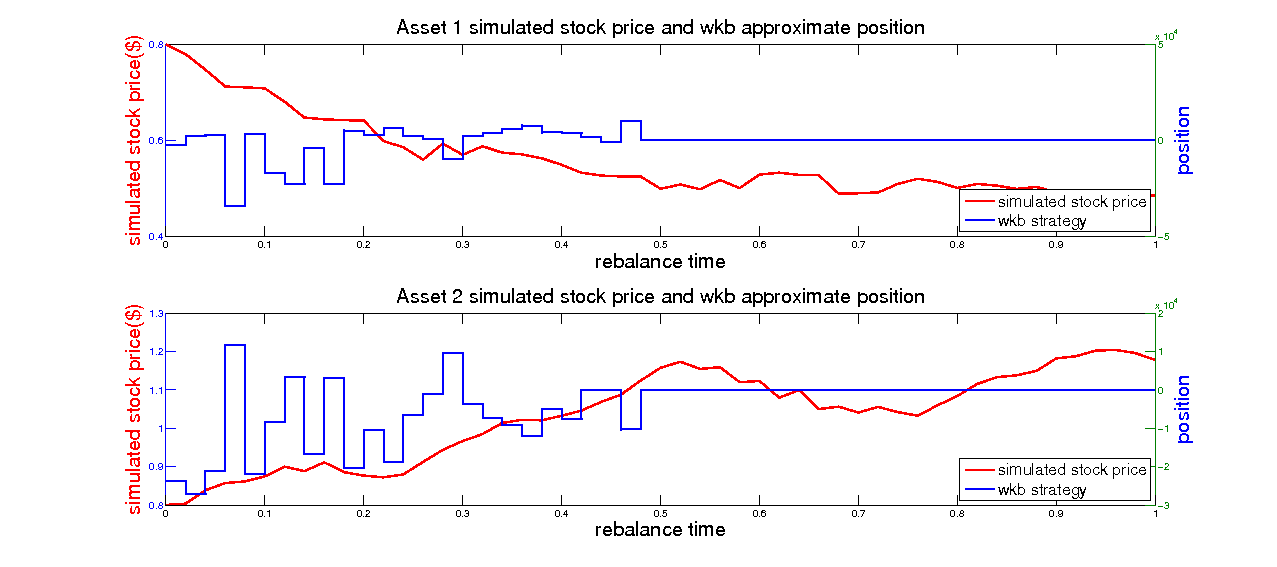 Asset 1 simulated stock price and wkb approximate position
x 10^4
0.8
0.6
0.4
5
0
-5
simulated stock price($)
position
simulated stock price
wkb strategy
0 0.1 0.2 0.3 0.4 0.5 0.6 0.7 0.8 0.9 1
rebalance time
Asset 2 simulated stock price and wkb approximate position
x 10^4
1.3
1.2
1.1
1
0.9
0.8
2
1
0
-1
-2
-3
simulated stock price($)
position
simulated stock price
wkb strategy
0 0.1 0.2 0.3 0.4 0.5 0.6 0.7 0.8 0.9 1
rebalance time